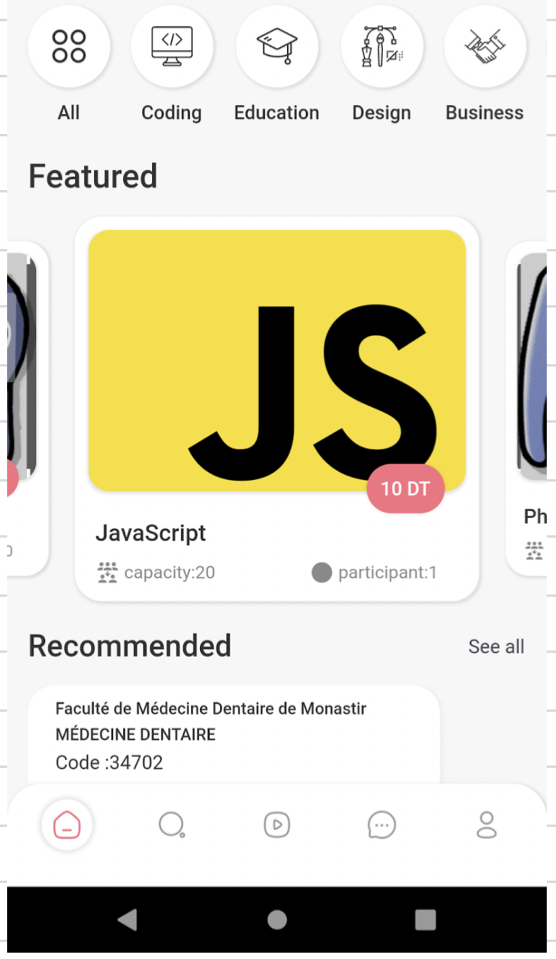 All
Coding
Education
Design
Business
Featured
JS
10 DT
JavaScript
capacity:20
participant:1
0
Ph
Recommended
See all
Faculté de Médecine Dentaire de Monastir
MÉDECINE DENTAIRE
Code :34702